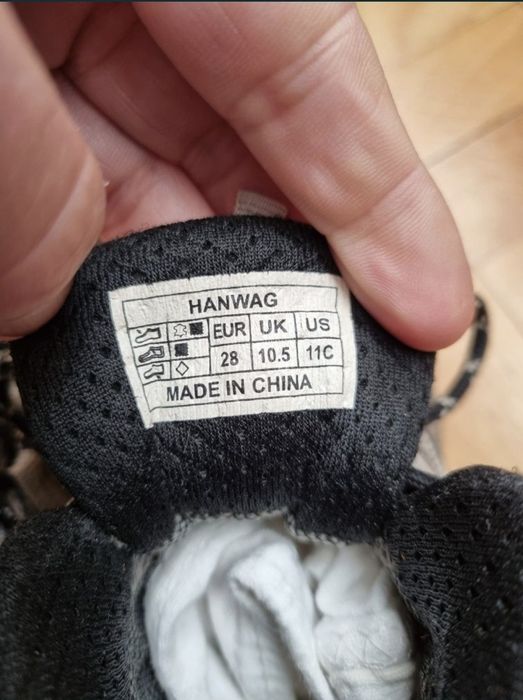 HANWAG
EUR UK US
28 10.5 11C
MADE IN CHINA